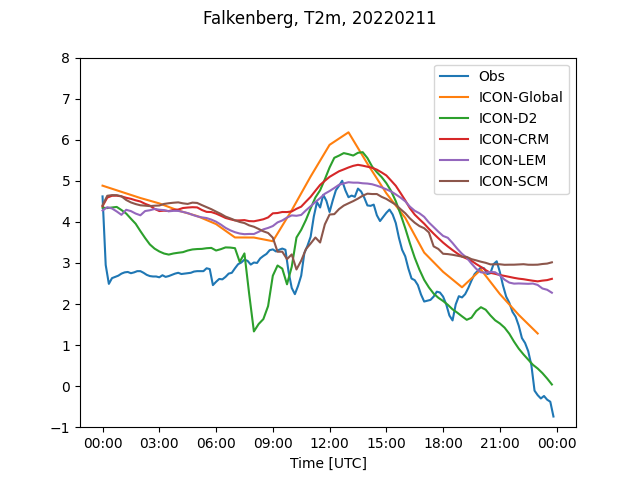 Falkenberg, T2m, 20220211
8
7
6
5
4
3
2
1
0
−1
Obs
ICON-Global
ICON-D2
ICON-CRM
ICON-LEM
ICON-SCM
00:00 03:00 06:00 09:00 12:00 15:00 18:00 21:00 00:00
Time [UTC]